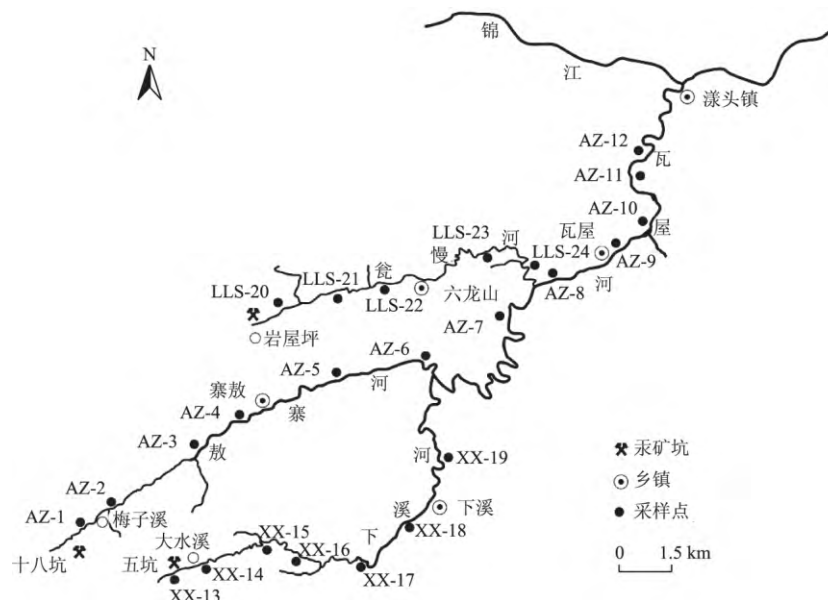 锦
江
N
漾头镇
AZ-12
瓦
AZ-11
AZ-10
屋
瓦屋
LLS-23
河
慢
LLS-24
AZ-9
瓮
LLS-21
AZ-8
河
LLS-20
LLS-22
六龙山
AZ-7
岩屋坪
AZ-6
AZ-5
河
寨敖
寨
AZ-4
AZ-3
敖
河
XX-19
汞矿坑
乡镇
采样点
AZ-2
AZ-1
梅子溪
溪
下溪
XX-18
下
大水溪
XX-15
十八坑
五坑
XX-16
XX-14
XX-17
XX-13
0 1.5 km